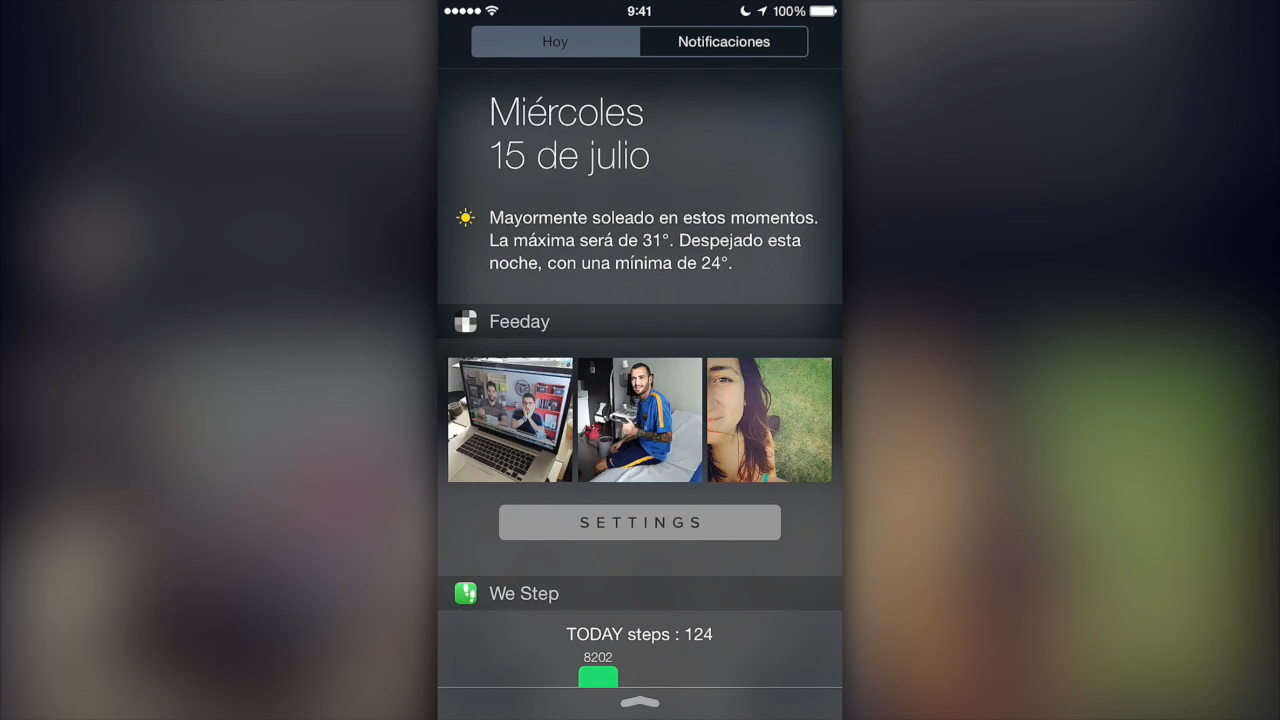 9:41
100%
Hoy
Notificaciones
Miércoles
15 de julio
Mayormente soleado en estos momentos.
La máxima será de 31°. Despejado esta
noche, con una mínima de 24°.
Feeday
SETTINGS
We Step
TODAY steps : 124
8202